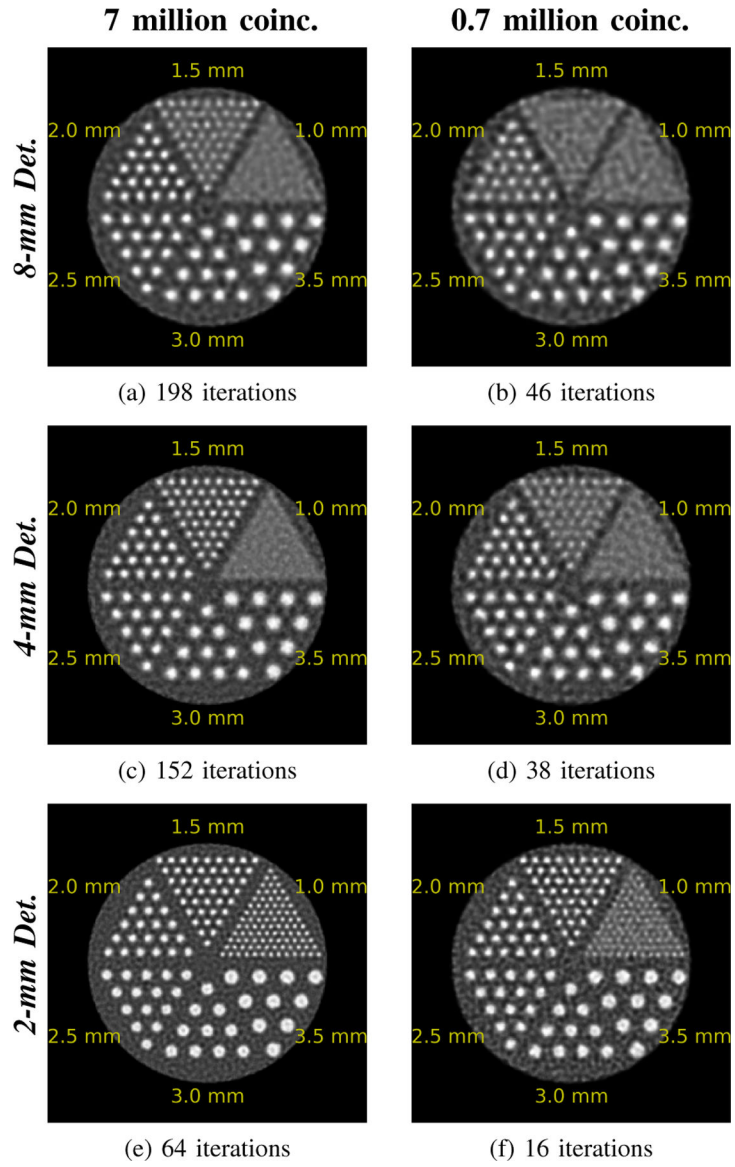 7 million coinc. 0.7 million coinc.
8-mm Det.
1.5 mm
2.0 mm 1.0 mm
2.5 mm 3.5 mm
3.0 mm
1.5 mm
2.0 mm 1.0 mm
2.5 mm 3.5 mm
3.0 mm
(a) 198 iterations (b) 46 iterations
4-mm Det.
1.5 mm
2.0 mm 1.0 mm
2.5 mm 3.5 mm
3.0 mm
1.5 mm
2.0 mm 1.0 mm
2.5 mm 3.5 mm
3.0 mm
(c) 152 iterations (d) 38 iterations
2-mm Det.
1.5 mm
2.0 mm 1.0 mm
2.5 mm 3.5 mm
3.0 mm
1.5 mm
2.0 mm 1.0 mm
2.5 mm 3.5 mm
3.0 mm
(e) 64 iterations (f) 16 iterations